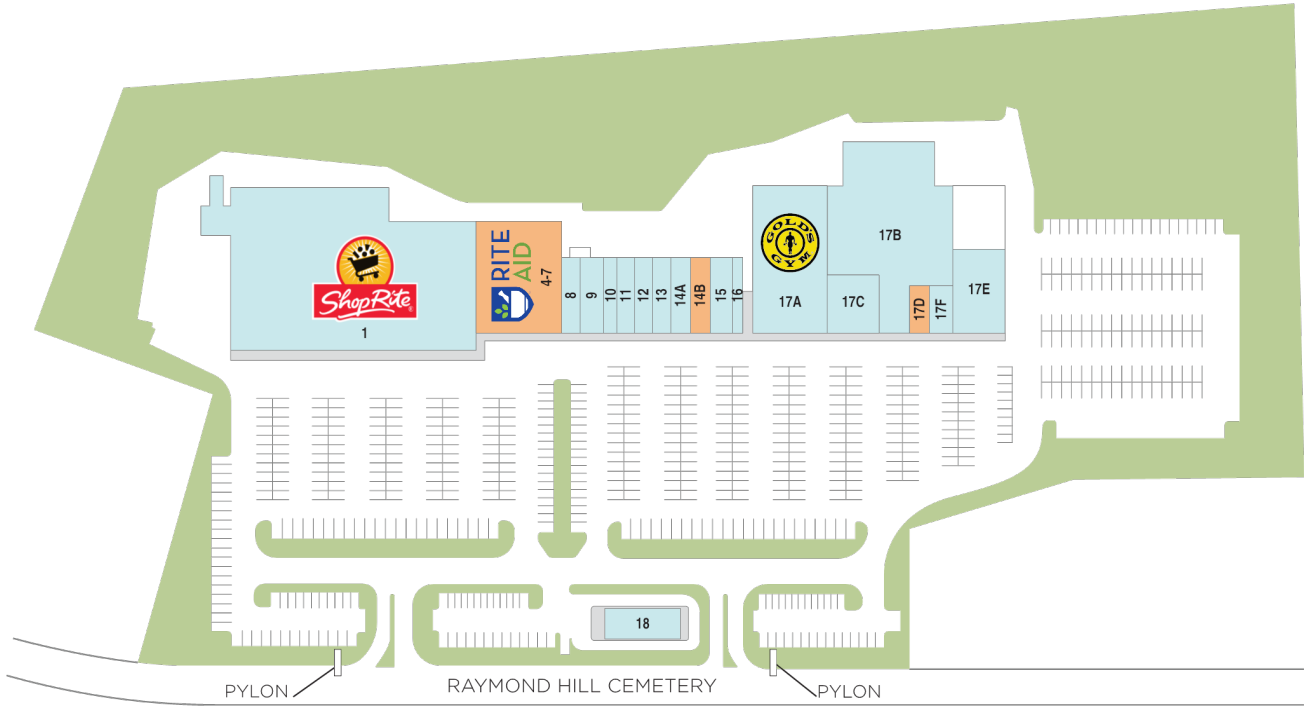 GOLD'S
GYM
RITE
AID
4-7
ShopRite
1
8
9
10
11
12
13
14A
14B
15
16
17A
17B
17C
17D
17F
17E
18
PYLON
RAYMOND HILL CEMETERY
PYLON